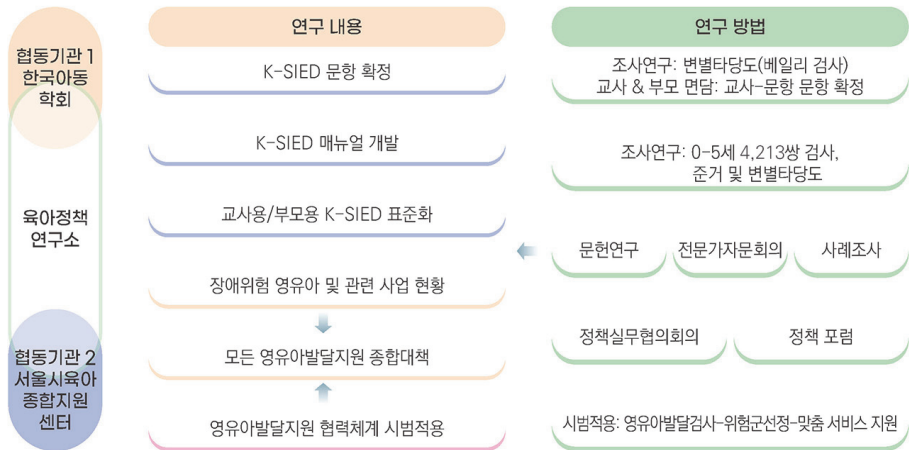 협동기관 1
한국아동
학회
육아정책
연구소
협동기관 2
서울시육아
종합지원
센터
연구 내용
K-SIED 문항 확정
K-SIED 매뉴얼 개발
교사용/부모용 K-SIED 표준화
장애위험 영유아 및 관련 사업 현황
모든 영유아발달지원 종합대책
영유아발달지원 협력체계 시범적용
연구 방법
조사연구: 변별타당도(베일리 검사)
교사 & 부모 면담: 교사-문항 문항 확정
조사연구: 0-5세 4,213쌍 검사,
준거 및 변별타당도
문헌연구
전문가자문회의
사례조사
정책실무협의회의
정책 포럼
시범적용: 영유아발달검사-위험군선정-맞춤 서비스 지원